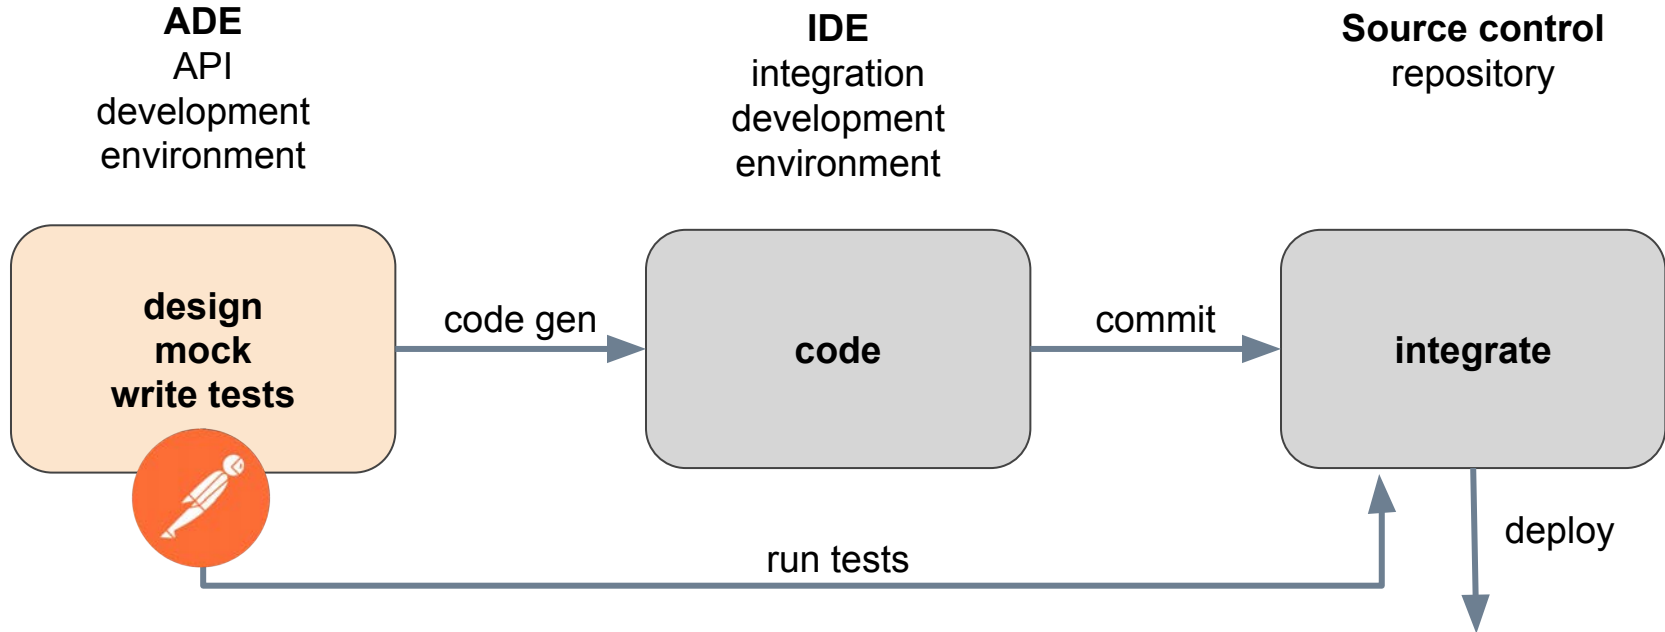 ADE
API
development
environment
IDE
integration
development
environment
Source control
repository
design
mock
write tests
code gen
code
commit
integrate
run tests
deploy